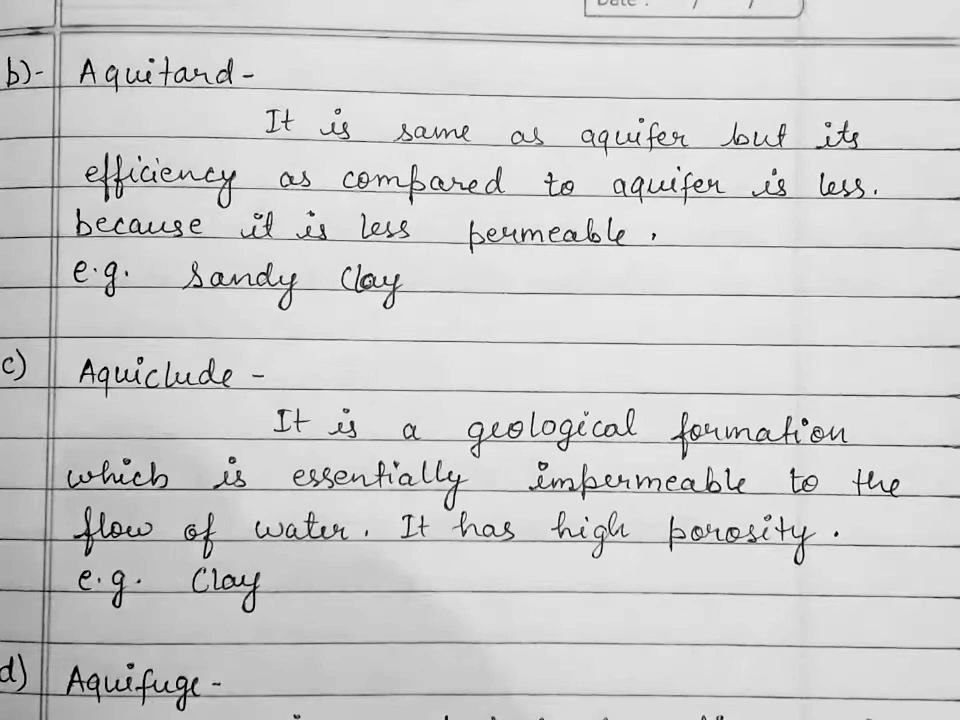 Date : / /
b)- Aquitard -
It is same as aquifer but its
efficiency as compared to aquifer is less.
because it is less permeable.
e.g. Sandy Clay
c) Aquiclude -
It is a geological formation
which is essentially impermeable to the
flow of water. It has high porosity.
e.g. Clay
d) Aquifuge -